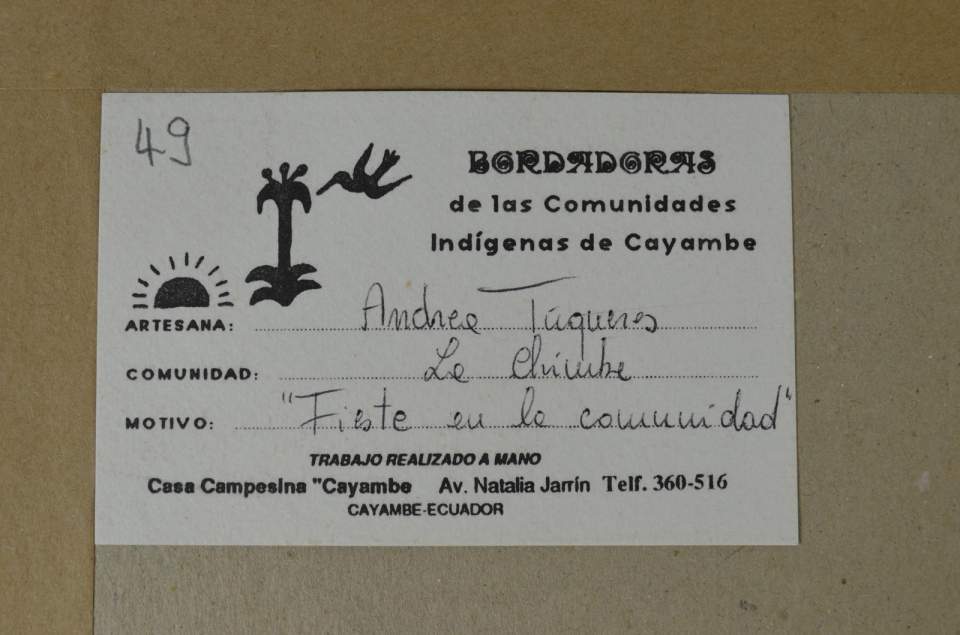 49
BORDADORAS
de las Comunidades
Indígenas de Cayambe
ARTESANA: Andrea Túqueres
COMUNIDAD: La Chimba
MOTIVO: "Fiesta en la comunidad"
TRABAJO REALIZADO A MANO
Casa Campesina "Cayambe Av. Natalia Jarrín Telf. 360-516
CAYAMBE-ECUADOR